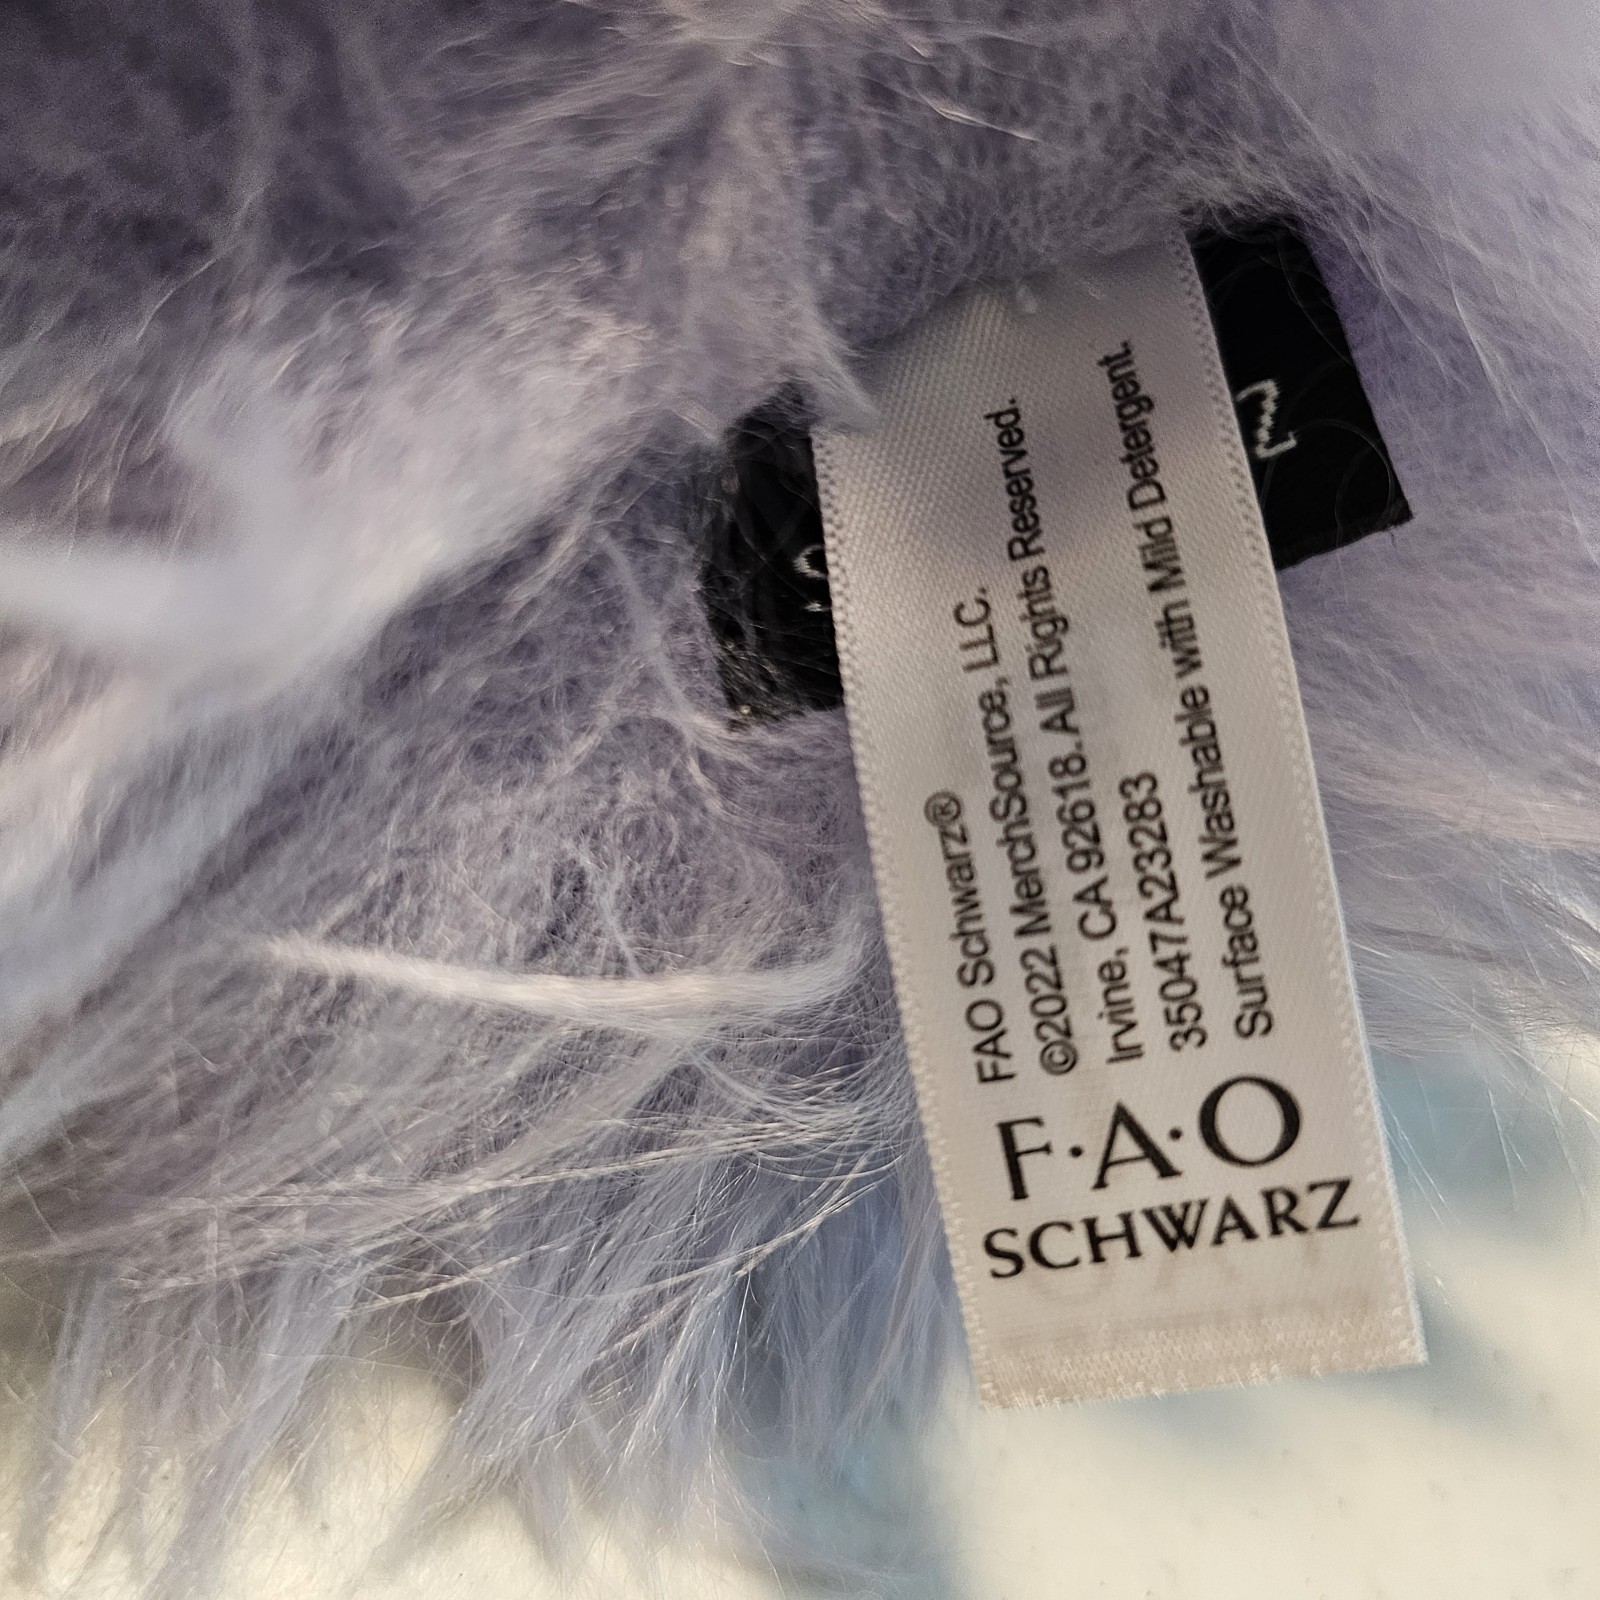 FAO Schwarz®
©2022 MerchSource, LLC.
Irvine, CA 92618. All Rights Reserved.
35047A23283
Surface Washable with Mild Detergent.
F·A·O
SCHWARZ